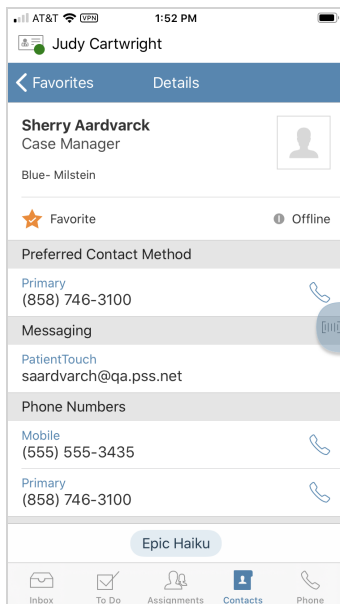 AT&T VPN 1:52 PM
Judy Cartwright
Favorites Details
Sherry Aardvarck
Case Manager
Blue- Milstein
Favorite Offline
Preferred Contact Method
Primary
(858) 746-3100
Messaging
PatientTouch
saardvarch@qa.pss.net
Phone Numbers
Mobile
(555) 555-3435
Primary
(858) 746-3100
Epic Haiku
Inbox To Do Assignments Contacts Phone